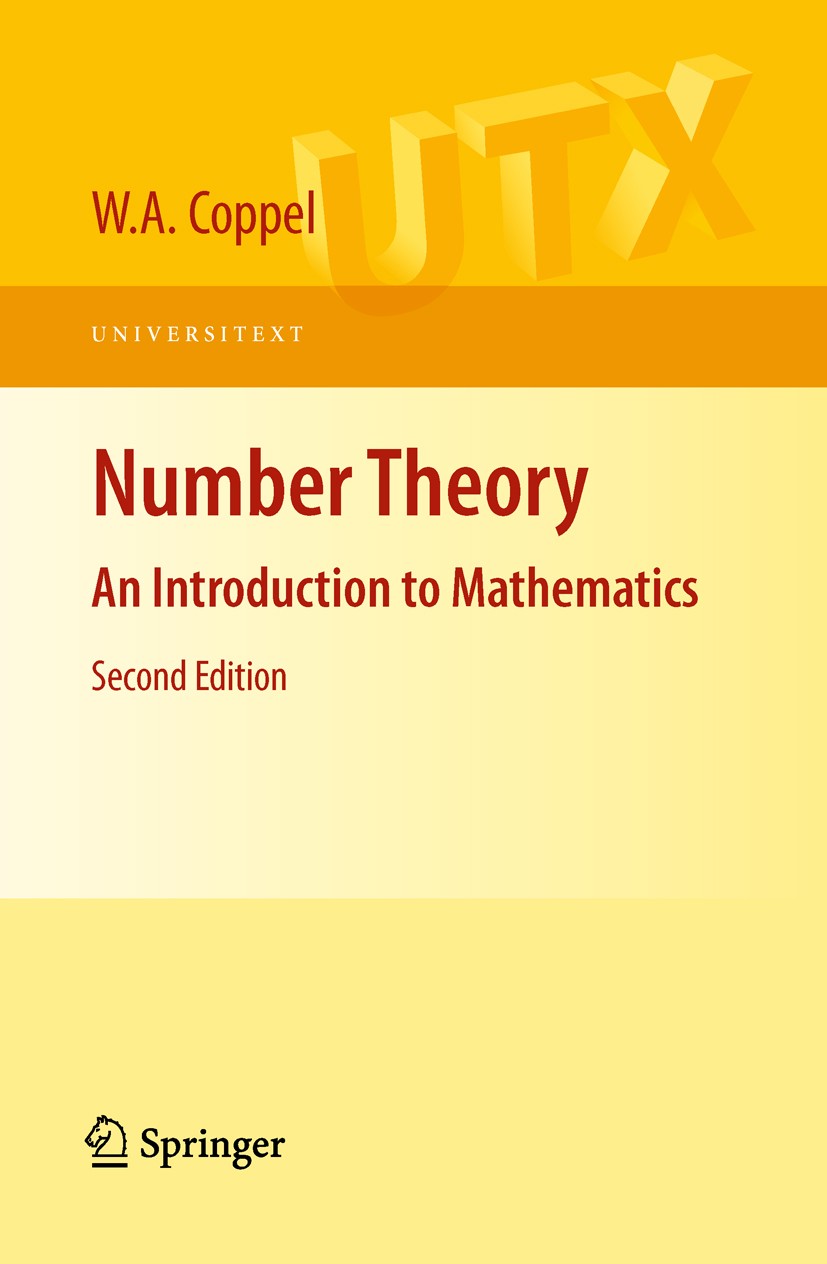 UTX
W.A. Coppel
UNIVERSITEXT
Number Theory
An Introduction to Mathematics
Second Edition
Springer